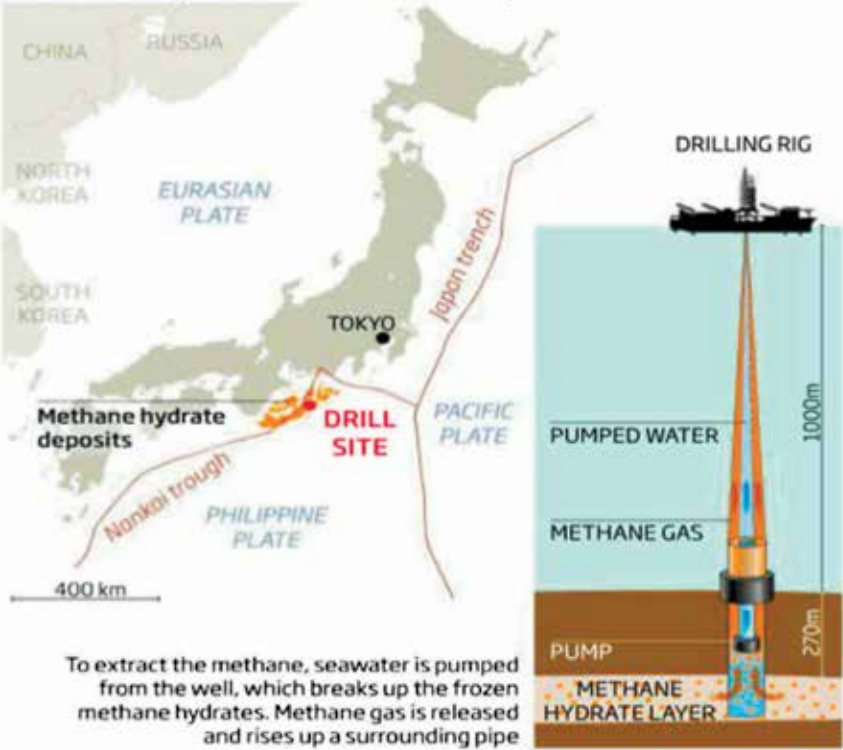 CHINA
RUSSIA
NORTH
KOREA
EURASIAN
PLATE
SOUTH
KOREA
Japan trench
TOKYO
Methane hydrate
deposits
DRILL
SITE
PACIFIC
PLATE
Nankai trough
PHILIPPINE
PLATE
400 km
To extract the methane, seawater is pumped
from the well, which breaks up the frozen
methane hydrates. Methane gas is released
and rises up a surrounding pipe
DRILLING RIG
1000m
PUMPED WATER
METHANE GAS
270m
PUMP
METHANE
HYDRATE LAYER